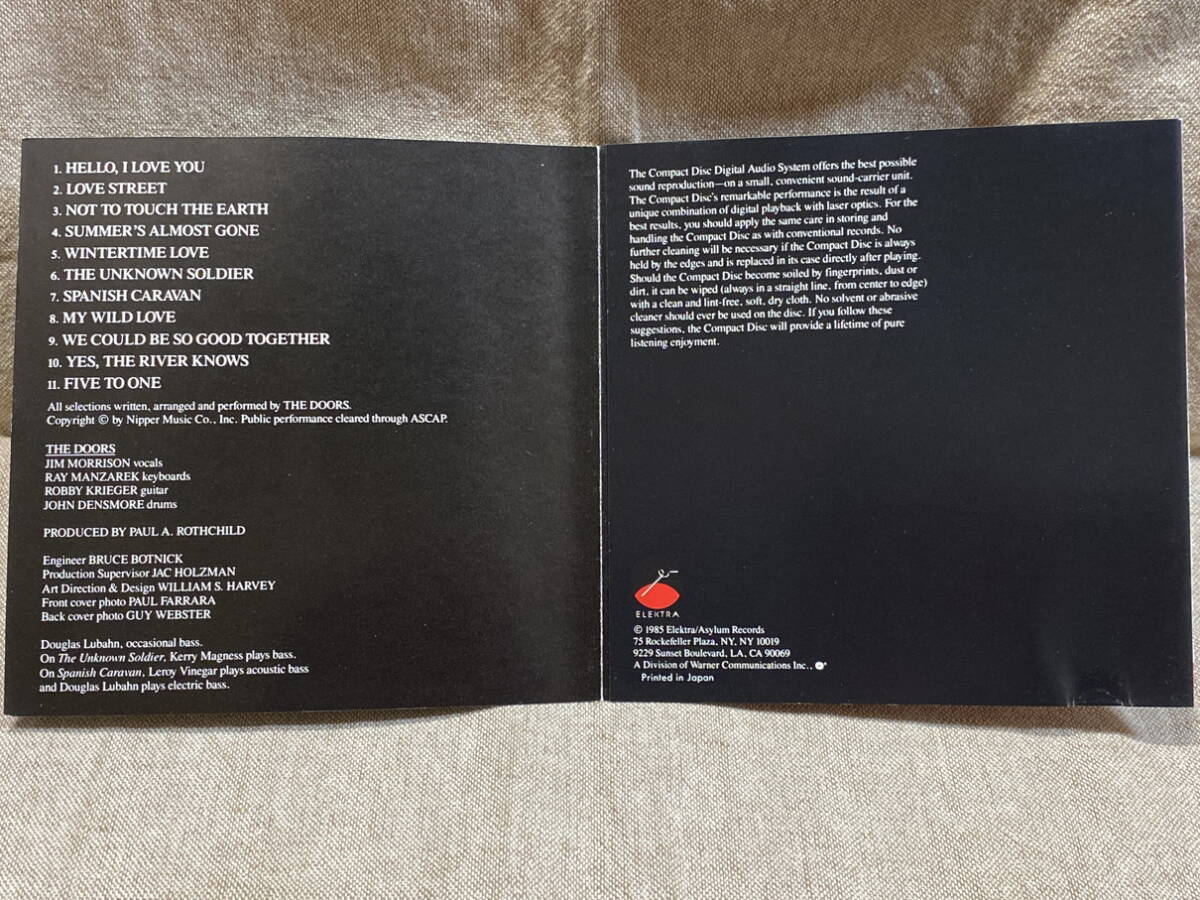 1. HELLO, I LOVE YOU
2. LOVE STREET
3. NOT TO TOUCH THE EARTH
4. SUMMER'S ALMOST GONE
5. WINTERTIME LOVE
6. THE UNKNOWN SOLDIER
7. SPANISH CARAVAN
8. MY WILD LOVE
9. WE COULD BE SO GOOD TOGETHER
10. YES, THE RIVER KNOWS
11. FIVE TO ONE
All selections written, arranged and performed by THE DOORS.
Copyright © by Nipper Music Co., Inc. Public performance cleared through ASCAP.
THE DOORS
JIM MORRISON vocals
RAY MANZAREK keyboards
ROBBY KRIEGER guitar
JOHN DENSMORE drums
PRODUCED BY PAUL A. ROTHCHILD
Engineer BRUCE BOTNICK
Production Supervisor JAC HOLZMAN
Art Direction & Design WILLIAM S. HARVEY
Front cover photo PAUL FARRARA
Back cover photo GUY WEBSTER
Douglas Lubahn, occasional bass.
On The Unknown Soldier, Kerry Magness plays bass.
On Spanish Caravan, Leroy Vinegar plays acoustic bass
and Douglas Lubahn plays electric bass.
The Compact Disc Digital Audio System offers the best possible
sound reproduction—on a small, convenient sound-carrier unit.
The Compact Disc's remarkable performance is the result of a
unique combination of digital playback with laser optics. For the
best results, you should apply the same care in storing and
handling the Compact Disc as with conventional records. No
further cleaning will be necessary if the Compact Disc is always
held by the edges and is replaced in its case directly after playing.
Should the Compact Disc become soiled by fingerprints, dust or
dirt, it can be wiped (always in a straight line, from center to edge)
with a clean and lint-free, soft, dry cloth. No solvent or abrasive
cleaner should ever be used on the disc. If you follow these
suggestions, the Compact Disc will provide a lifetime of pure
listening enjoyment.
ELEKTRA
© 1985 Elektra/Asylum Records
75 Rockefeller Plaza, NY, NY 10019
9229 Sunset Boulevard, LA, CA 90069
A Division of Warner Communications Inc.,
Printed in Japan